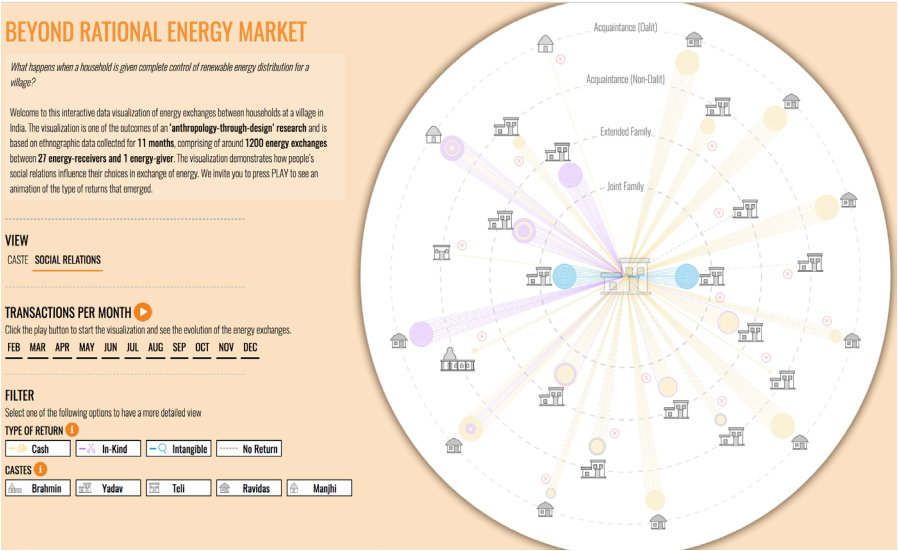 BEYOND RATIONAL ENERGY MARKET
What happens when a household is given complete control of renewable energy distribution for a
village?
Welcome to this interactive data visualization of energy exchanges between households at a village in
India. The visualization is one of the outcomes of an 'anthropology-through-design' research and is
based on ethnographic data collected for 11 months, comprising of around 1200 energy exchanges
between 27 energy-receivers and 1 energy-giver. The visualization demonstrates how people's
social relations influence their choices in exchange of energy. We invite you to press PLAY to see an
animation of the type of returns that emerged.
VIEW
CASTE SOCIAL RELATIONS
TRANSACTIONS PER MONTH
Click the play button to start the visualization and see the evolution of the energy exchanges.
FEB MAR APR MAY JUN JUL AUG SEP OCT NOV DEC
FILTER
Select one of the following options to have a more detailed view
TYPE OF RETURN i
Cash In-Kind Intangible No Return
CASTES i
Brahmin Yadav Teli Ravidas Manjhi
Acquaintance (Dalit)
Acquaintance (Non-Dalit)
Extended Family
Joint Family